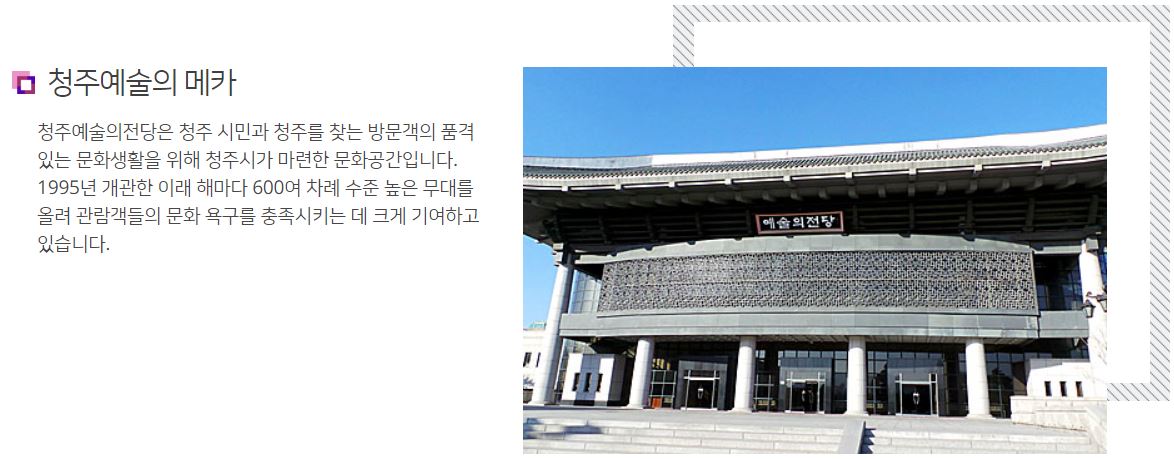 청주예술의 메카
청주예술의전당은 청주 시민과 청주를 찾는 방문객의 품격
있는 문화생활을 위해 청주시가 마련한 문화공간입니다.
1995년 개관한 이래 해마다 600여 차례 수준 높은 무대를
올려 관람객들의 문화 욕구를 충족시키는 데 크게 기여하고
있습니다.
예술의전당